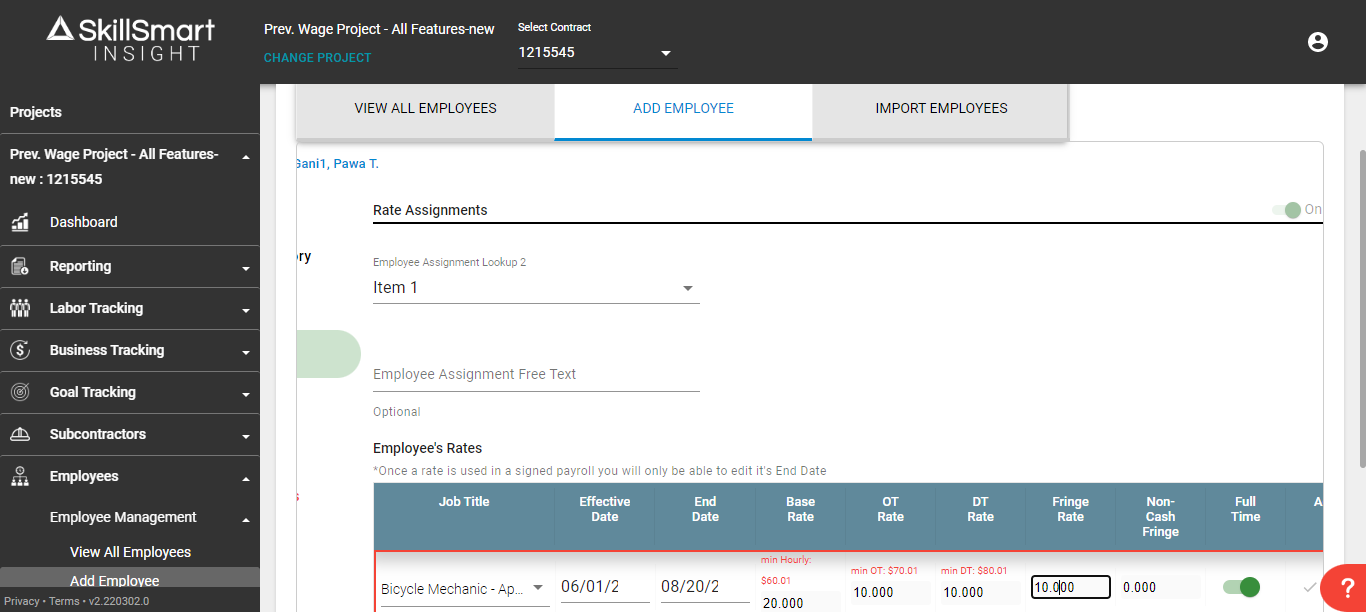 SkillSmart
INSIGHT
Prev. Wage Project - All Features-new
CHANGE PROJECT
Select Contract
1215545
Projects
Prev. Wage Project - All Features-
new : 1215545
Dashboard
Reporting
Labor Tracking
Business Tracking
Goal Tracking
Subcontractors
Employees
Employee Management
View All Employees
Add Employee
Privacy • Terms • v2.220302.0
VIEW ALL EMPLOYEES
ADD EMPLOYEE
IMPORT EMPLOYEES
Gani1, Pawa T.
Rate Assignments
On
ory
Employee Assignment Lookup 2
Item 1
Employee Assignment Free Text
Optional
Employee's Rates
*Once a rate is used in a signed payroll you will only be able to edit it's End Date
s
Job Title
Effective
Date
End
Date
Base
Rate
OT
Rate
DT
Rate
Fringe
Rate
Non-
Cash
Fringe
Full
Time
A
Bicycle Mechanic - Ap...
06/01/2
08/20/2
min Hourly:
$60.01
20.000
min OT: $70.01
10.000
min DT: $80.01
10.000
10.000
0.000
?